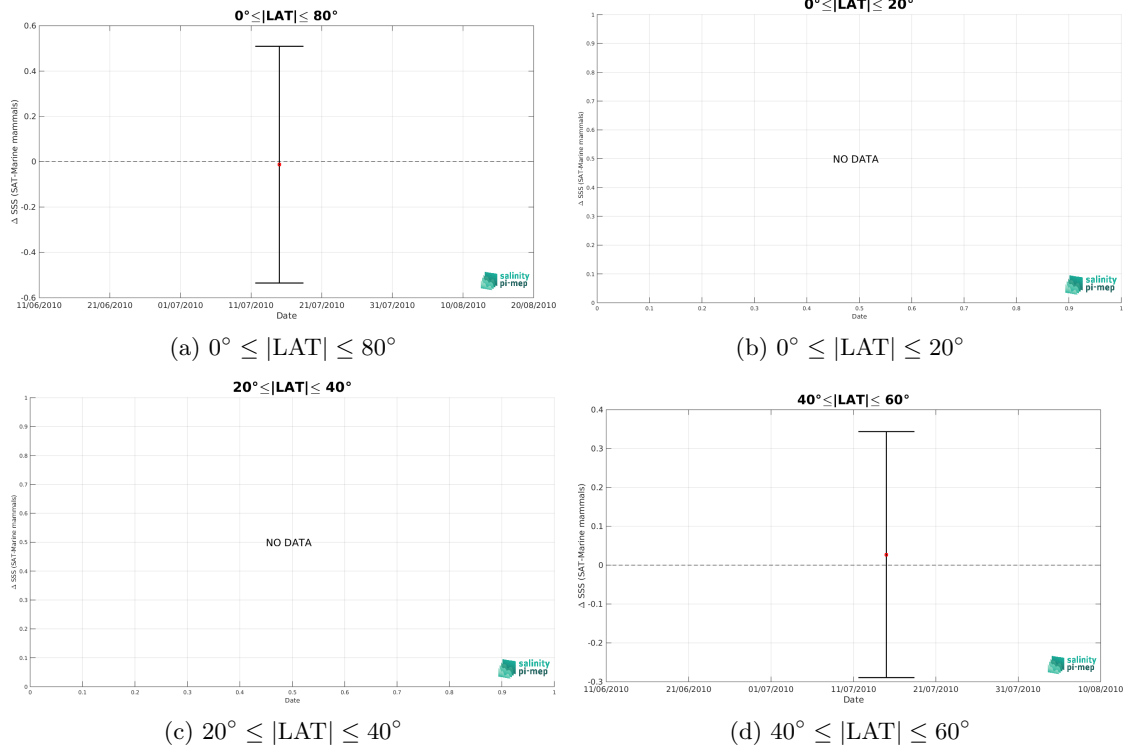 0°≤|LAT|≤ 80°
0.6
0.4
0.2
0
-0.2
-0.4
-0.6
Δ SSS (SAT-Marine mammals)
11/06/2010 21/06/2010 01/07/2010 11/07/2010 21/07/2010 31/07/2010 10/08/2010 20/08/2010
Date
salinity
pi-mep
(a) 0° ≤ |LAT| ≤ 80°
0°≤|LAT|≤ 20°
1
0.9
0.8
0.7
0.6
0.5
0.4
0.3
0.2
0.1
0
Δ SSS (SAT-Marine mammals)
NO DATA
0 0.1 0.2 0.3 0.4 0.5 0.6 0.7 0.8 0.9 1
Date
salinity
pi-mep
(b) 0° ≤ |LAT| ≤ 20°
20°≤|LAT|≤ 40°
1
0.9
0.8
0.7
0.6
0.5
0.4
0.3
0.2
0.1
0
Δ SSS (SAT-Marine mammals)
NO DATA
0 0.1 0.2 0.3 0.4 0.5 0.6 0.7 0.8 0.9 1
Date
salinity
pi-mep
(c) 20° ≤ |LAT| ≤ 40°
40°≤|LAT|≤ 60°
0.4
0.3
0.2
0.1
0
-0.1
-0.2
-0.3
Δ SSS (SAT-Marine mammals)
11/06/2010 21/06/2010 01/07/2010 11/07/2010 21/07/2010 31/07/2010 10/08/2010
Date
salinity
pi-mep
(d) 40° ≤ |LAT| ≤ 60°